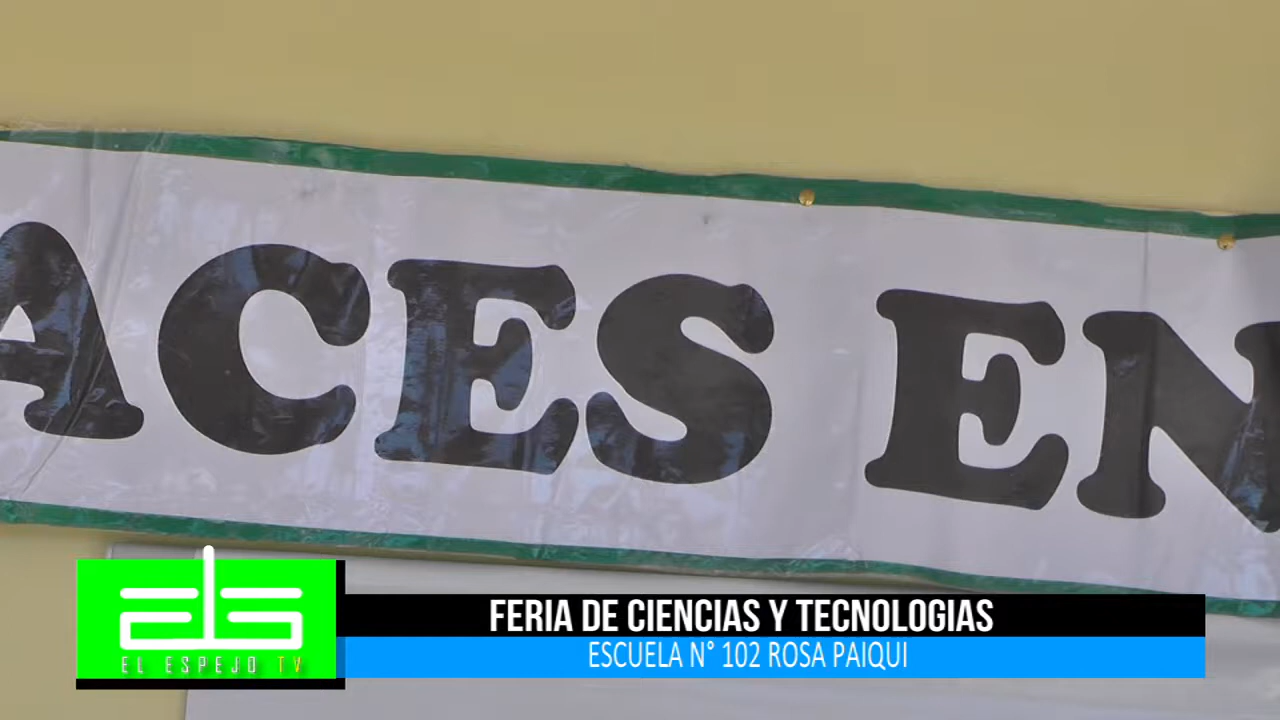 ACES EN
FERIA DE CIENCIAS Y TECNOLOGIAS
ESCUELA N° 102 ROSA PAIQUI
EL ESPEJO TV